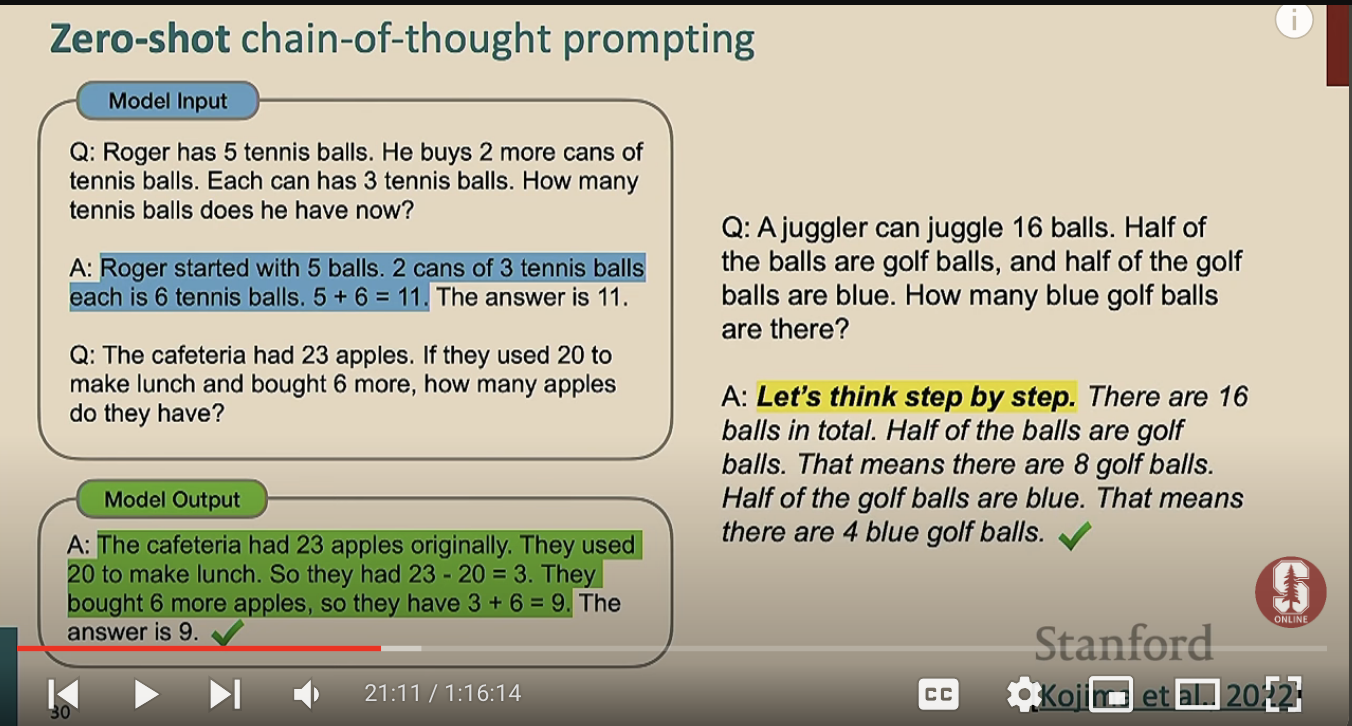 Zero-shot chain-of-thought prompting
i
Model Input
Q: Roger has 5 tennis balls. He buys 2 more cans of
tennis balls. Each can has 3 tennis balls. How many
tennis balls does he have now?
A: Roger started with 5 balls. 2 cans of 3 tennis balls
each is 6 tennis balls. 5 + 6 = 11. The answer is 11.
Q: The cafeteria had 23 apples. If they used 20 to
make lunch and bought 6 more, how many apples
do they have?
Model Output
A: The cafeteria had 23 apples originally. They used
20 to make lunch. So they had 23 - 20 = 3. They
bought 6 more apples, so they have 3 + 6 = 9. The
answer is 9.
Q: A juggler can juggle 16 balls. Half of
the balls are golf balls, and half of the golf
balls are blue. How many blue golf balls
are there?
A: Let's think step by step. There are 16
balls in total. Half of the balls are golf
balls. That means there are 8 golf balls.
Half of the golf balls are blue. That means
there are 4 blue golf balls.
S
ONLINE
Stanford
21:11 / 1:16:14
CC
[Kojima et al., 2022]
30